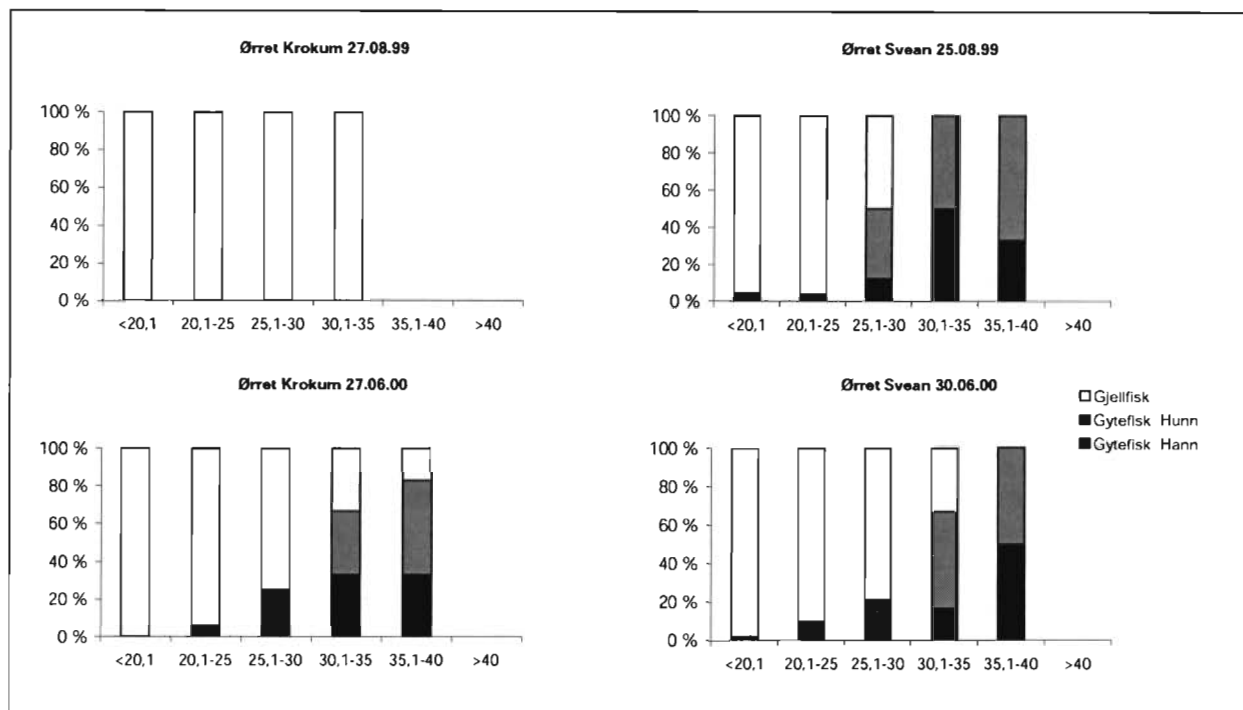 Ørret Krokum 27.08.99
100 %
80 %
60 %
40 %
20 %
0 %
<20,1 20,1-25 25,1-30 30,1-35 35,1-40 >40
Ørret Svean 25.08.99
100 %
80 %
60 %
40 %
20 %
0 %
<20,1 20,1-25 25,1-30 30,1-35 35,1-40 >40
Ørret Krokum 27.06.00
100 %
80 %
60 %
40 %
20 %
0 %
<20,1 20,1-25 25,1-30 30,1-35 35,1-40 >40
Ørret Svean 30.06.00
100 %
80 %
60 %
40 %
20 %
0 %
<20,1 20,1-25 25,1-30 30,1-35 35,1-40 >40
Gjellfisk
Gytefisk Hunn
Gytefisk Hann